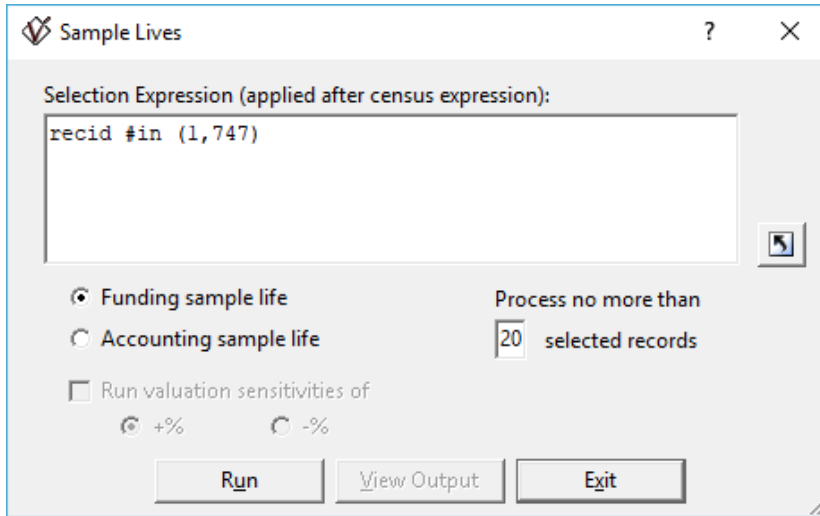 Sample Lives
?
Selection Expression (applied after census expression):
recid #in (1,747)
Funding sample life
Process no more than
Accounting sample life
20 selected records
Run valuation sensitivities of
+% -%
Run View Output Exit